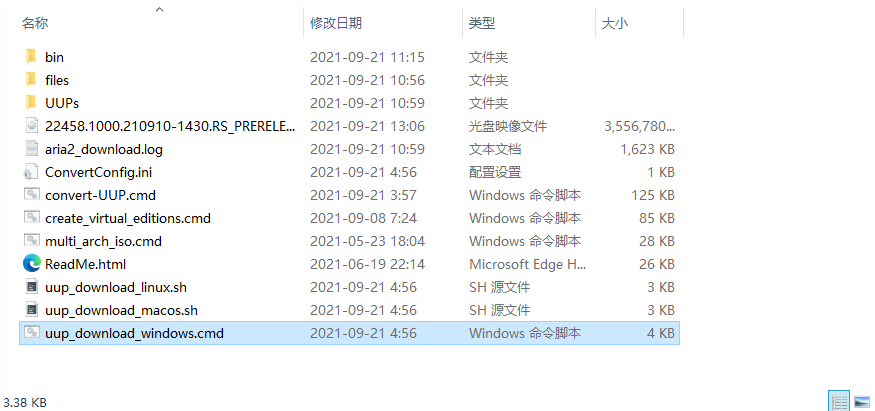 名称 修改日期 类型 大小
bin 2021-09-21 11:15 文件夹
files 2021-09-21 10:56 文件夹
UUPs 2021-09-21 10:59 文件夹
22458.1000.210910-1430.RS_PRERELE... 2021-09-21 13:06 光盘映像文件 3,556,780...
aria2_download.log 2021-09-21 10:59 文本文档 1,623 KB
ConvertConfig.ini 2021-09-21 4:56 配置设置 1 KB
convert-UUP.cmd 2021-09-21 3:57 Windows 命令脚本 125 KB
create_virtual_editions.cmd 2021-09-08 7:24 Windows 命令脚本 85 KB
multi_arch_iso.cmd 2021-05-23 18:04 Windows 命令脚本 28 KB
ReadMe.html 2021-06-19 22:14 Microsoft Edge H... 26 KB
uup_download_linux.sh 2021-09-21 4:56 SH 源文件 3 KB
uup_download_macos.sh 2021-09-21 4:56 SH 源文件 3 KB
uup_download_windows.cmd 2021-09-21 4:56 Windows 命令脚本 4 KB
3.38 KB